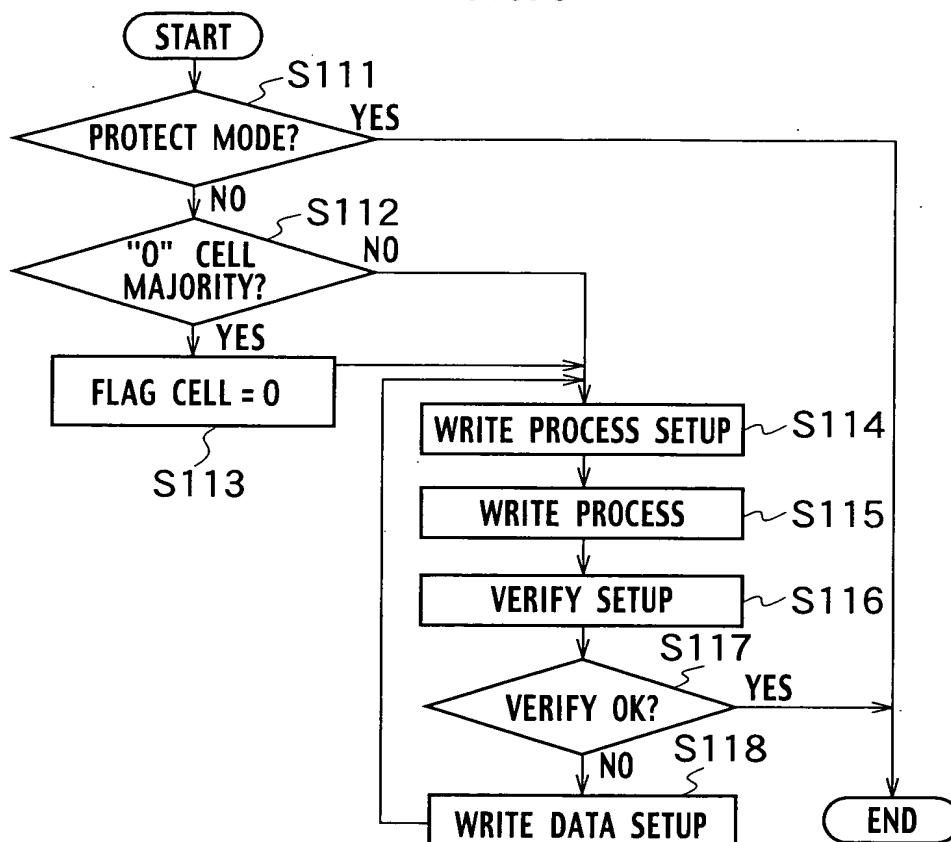 START
S111
PROTECT MODE?
YES
NO
S112
"0" CELL
MAJORITY?
NO
YES
FLAG CELL = 0
S113
WRITE PROCESS SETUP
S114
WRITE PROCESS
S115
VERIFY SETUP
S116
S117
VERIFY OK?
YES
NO
S118
WRITE DATA SETUP
END